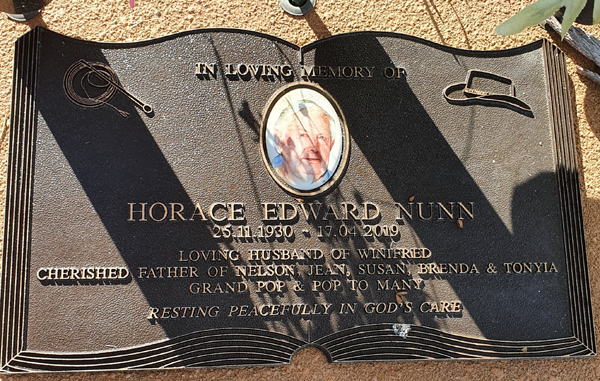 IN LOVING MEMORY OF
HORACE EDWARD NUNN
25.11.1930 ~ 17.04.2019
LOVING HUSBAND OF WINIFRED
CHERISHED FATHER OF NELSON, JEAN, SUSAN, BRENDA & TONYIA
GRAND POP & POP TO MANY
RESTING PEACEFULLY IN GOD'S CARE